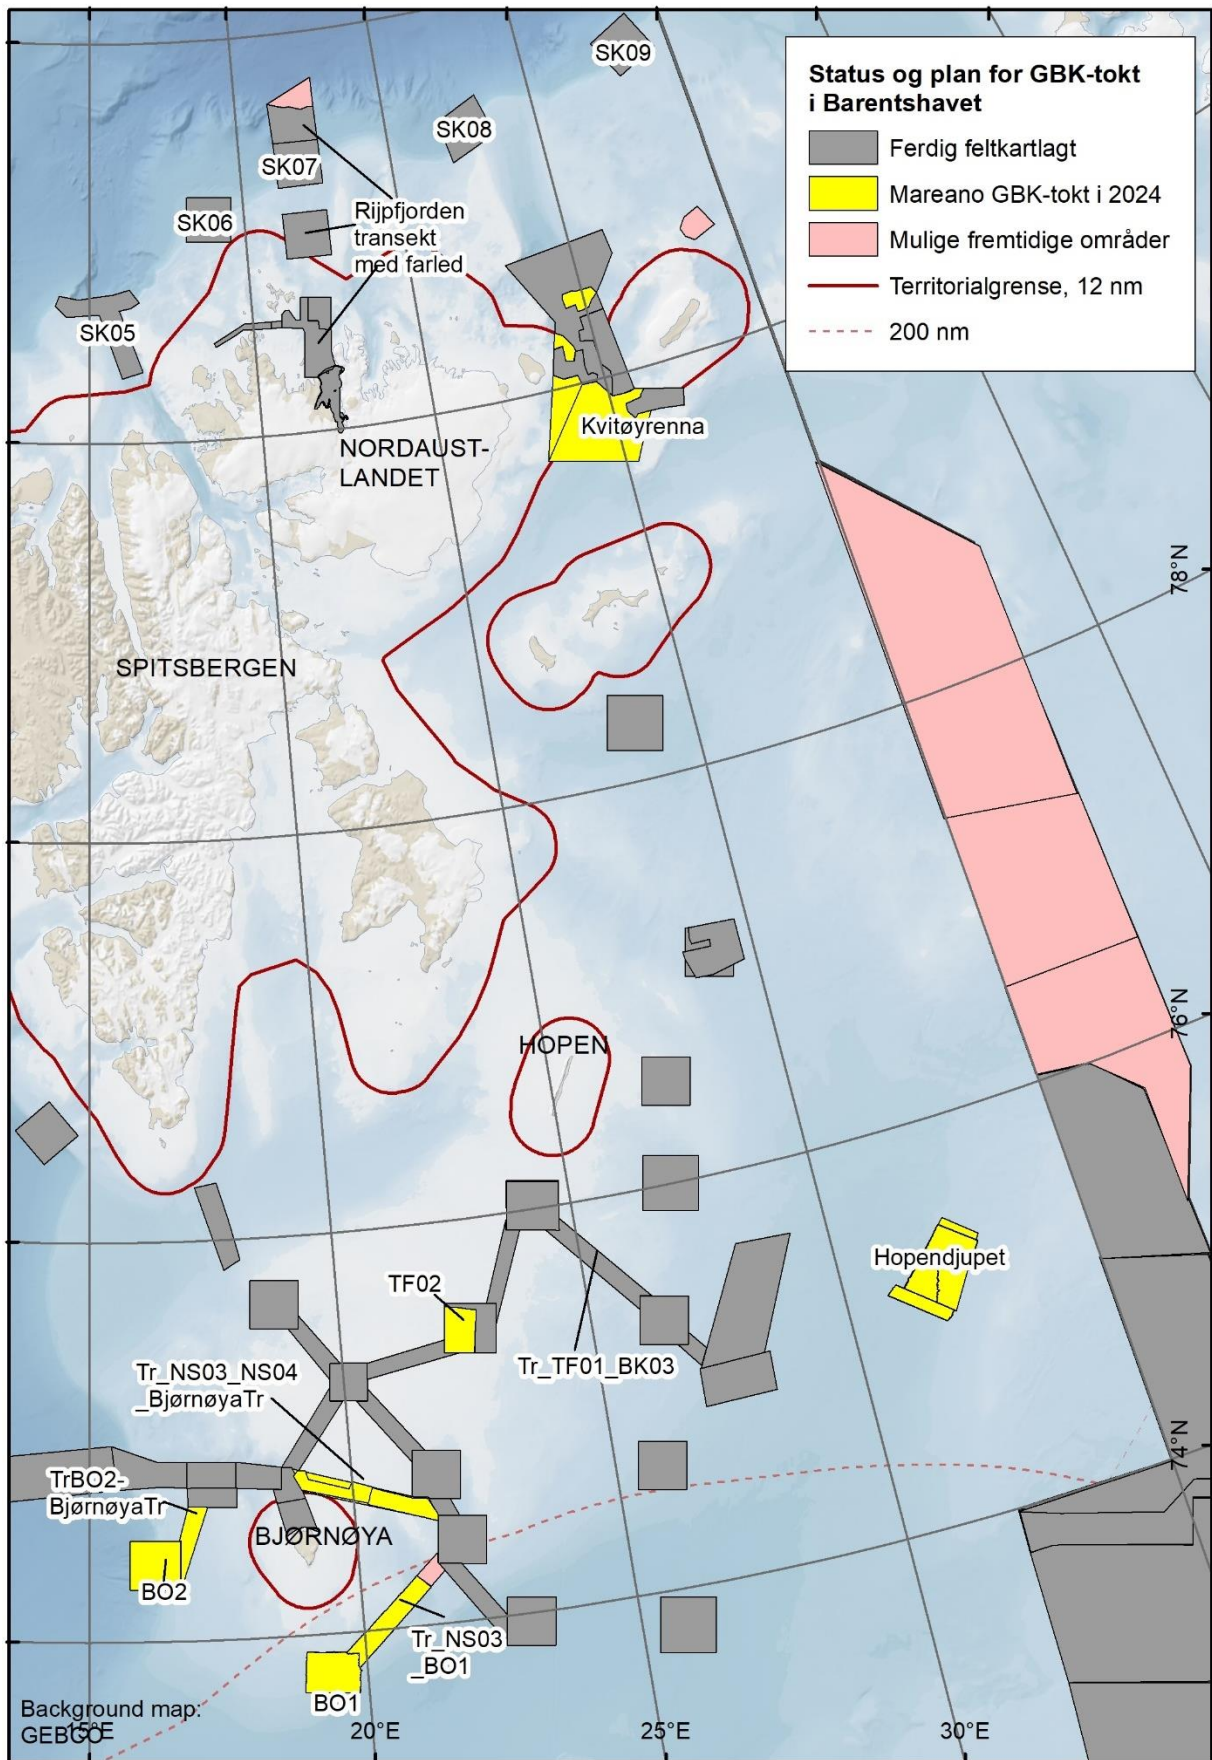 SK09
Status og plan for GBK-tokt
i Barentshavet
Ferdig feltkartlagt
Mareano GBK-tokt i 2024
Mulige fremtidige områder
Territorialgrense, 12 nm
200 nm
SK08
SK07
SK06
Rijpfjorden
transekt
med farled
SK05
Kvitøyrenna
NORDAUST-
LANDET
78°N
SPITSBERGEN
76°N
HOPEN
Hopendjupet
TF02
Tr_TF01_BK03
Tr_NS03_NS04
_BjørnøyaTr
74°N
TrBO2-
BjørnøyaTr
BJØRNØYA
BO2
Tr_NS03
_BO1
BO1
Background map:
GEBCO
15°E
20°E
25°E
30°E